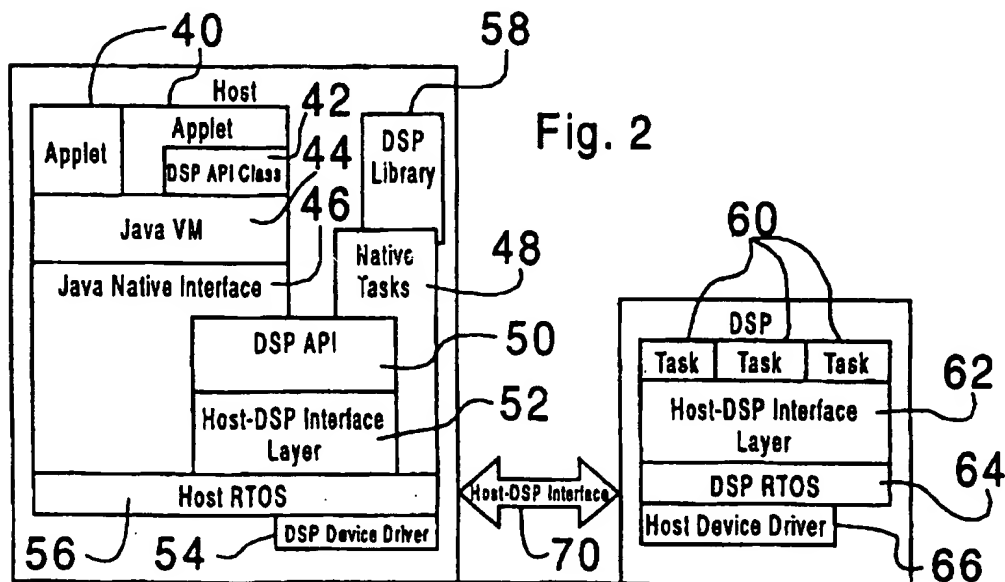 40
58
Host
42
Fig. 2
Applet
Applet
DSP API Class
44
DSP
Library
Java VM
46
Java Native Interface
Native
Tasks
48
60
DSP API
50
DSP
Task
Task
Task
Host-DSP Interface
Layer
52
Host-DSP Interface
Layer
62
Host RTOS
Host-DSP Interface
DSP RTOS
64
56
54
DSP Device Driver
70
Host Device Driver
66